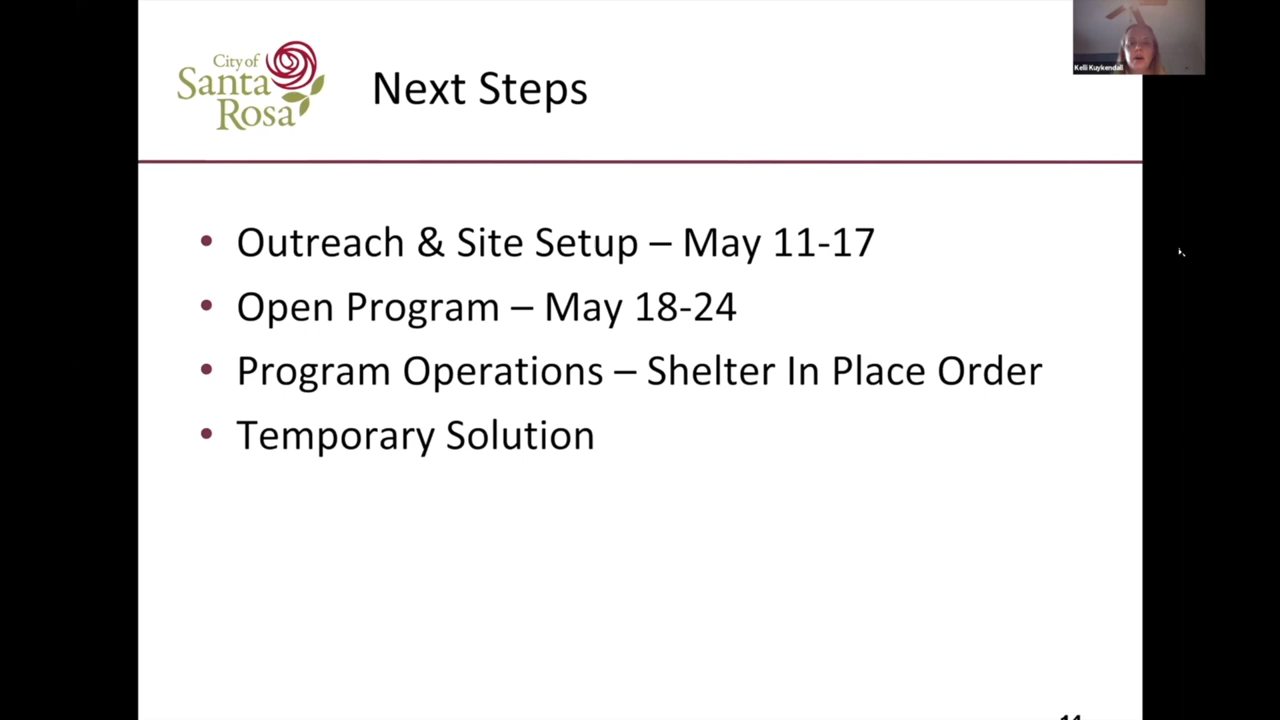 City of
Santa
Rosa
Next Steps
Kelli Kuykendall
• Outreach & Site Setup – May 11-17
• Open Program – May 18-24
• Program Operations – Shelter In Place Order
• Temporary Solution